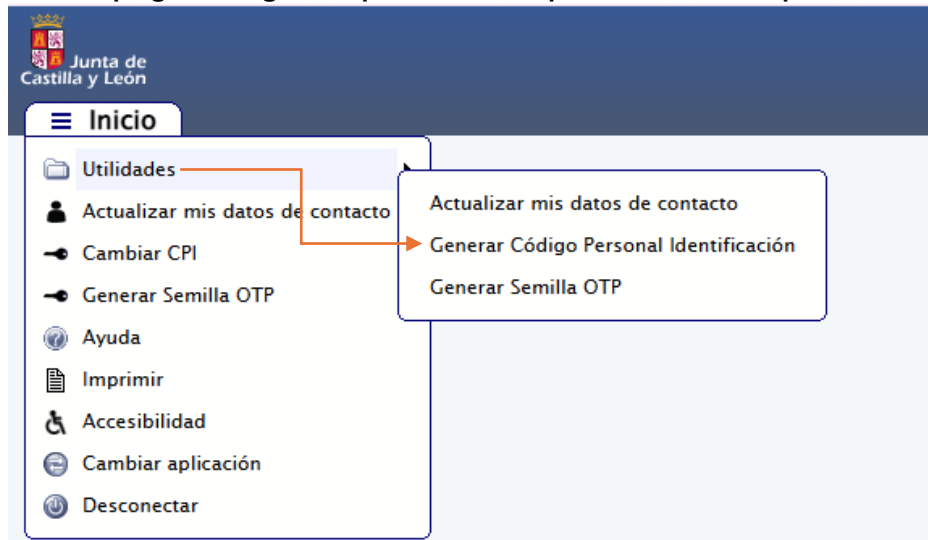 Junta de
Castilla y León
Inicio
Utilidades
Actualizar mis datos de contacto
Cambiar CPI
Generar Semilla OTP
Ayuda
Imprimir
Accesibilidad
Cambiar aplicación
Desconectar
Actualizar mis datos de contacto
Generar Código Personal Identificación
Generar Semilla OTP